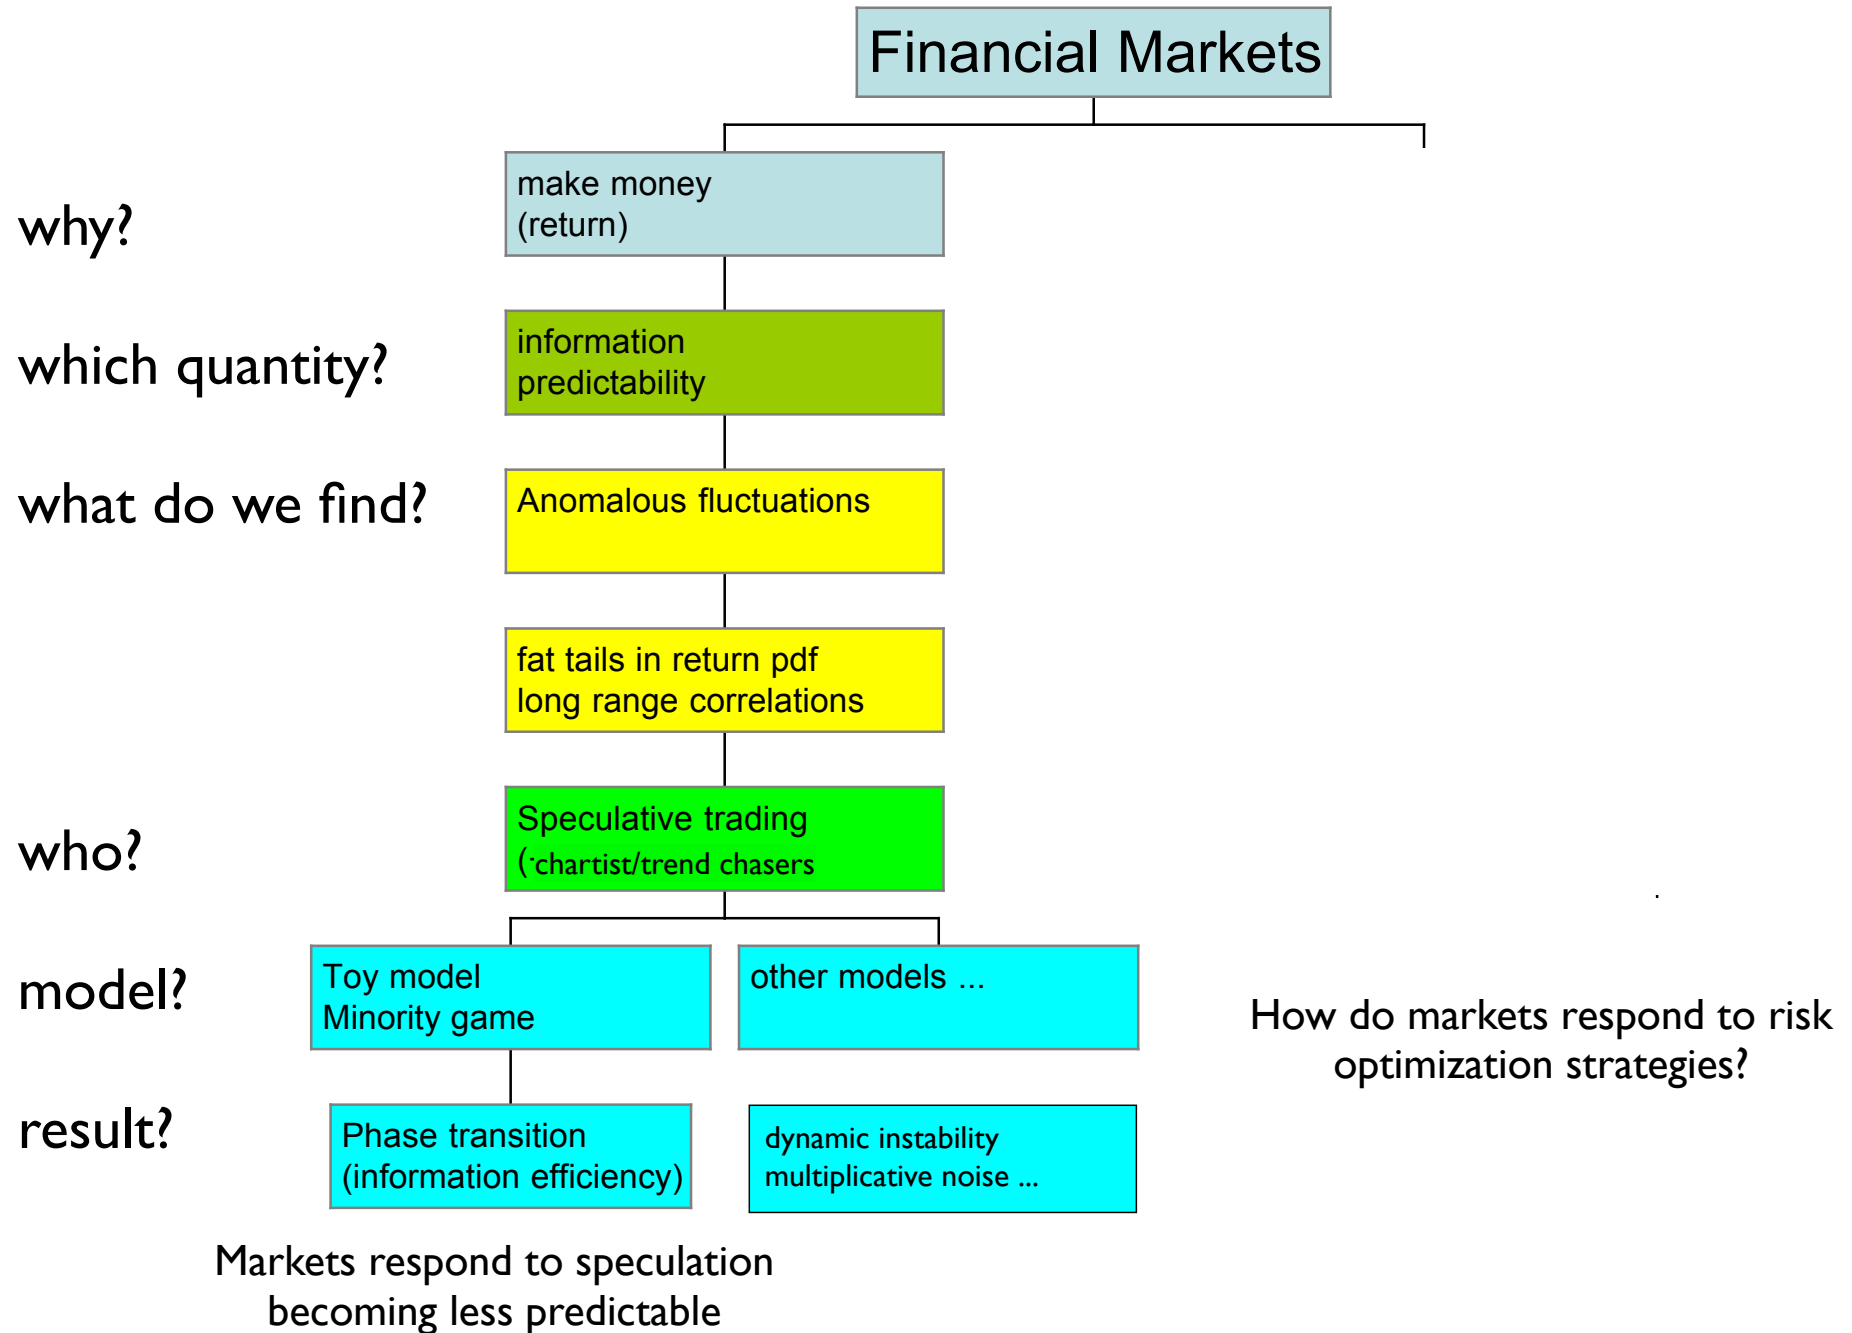 Financial Markets
why?
make money
(return)
which quantity?
information
predictability
what do we find?
Anomalous fluctuations
fat tails in return pdf
long range correlations
who?
Speculative trading
(·chartist/trend chasers
model?
Toy model
Minority game
other models ...
How do markets respond to risk
optimization strategies?
result?
Phase transition
(information efficiency)
dynamic instability
multiplicative noise ...
Markets respond to speculation
becoming less predictable